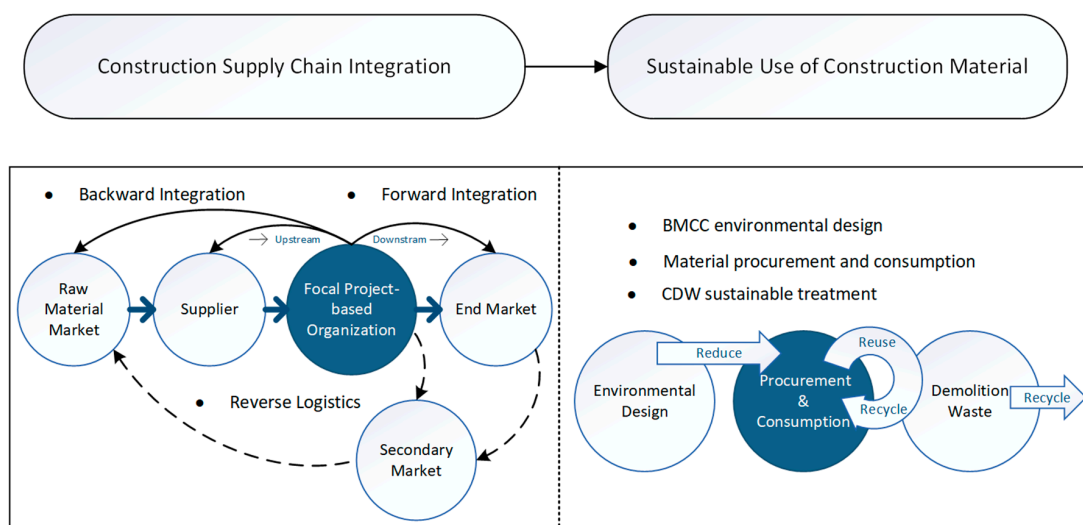 Construction Supply Chain Integration
Sustainable Use of Construction Material
● Backward Integration
● Forward Integration
Upstream
Downstram
Raw
Material
Market
Supplier
Focal Project-
based
Organization
End Market
● Reverse Logistics
Secondary
Market
● BMCC environmental design
● Material procurement and consumption
● CDW sustainable treatment
Environmental
Design
Reduce
Procurement
&
Consumption
Reuse
Recycle
Demolition
Waste
Recycle